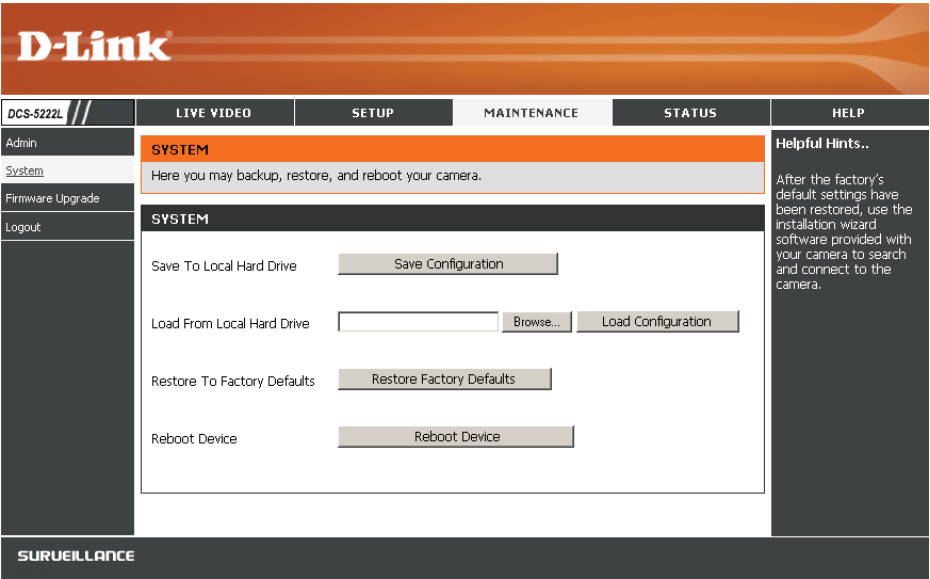 D-Link®
DCS-5222L
LIVE VIDEO
SETUP
MAINTENANCE
STATUS
HELP
Admin
System
Firmware Upgrade
Logout
SYSTEM
Here you may backup, restore, and reboot your camera.
SYSTEM
Save To Local Hard Drive
Save Configuration
Load From Local Hard Drive
Browse...
Load Configuration
Restore To Factory Defaults
Restore Factory Defaults
Reboot Device
Reboot Device
Helpful Hints..
After the factory's
default settings have
been restored, use the
installation wizard
software provided with
your camera to search
and connect to the
camera.
SURVEILLANCE